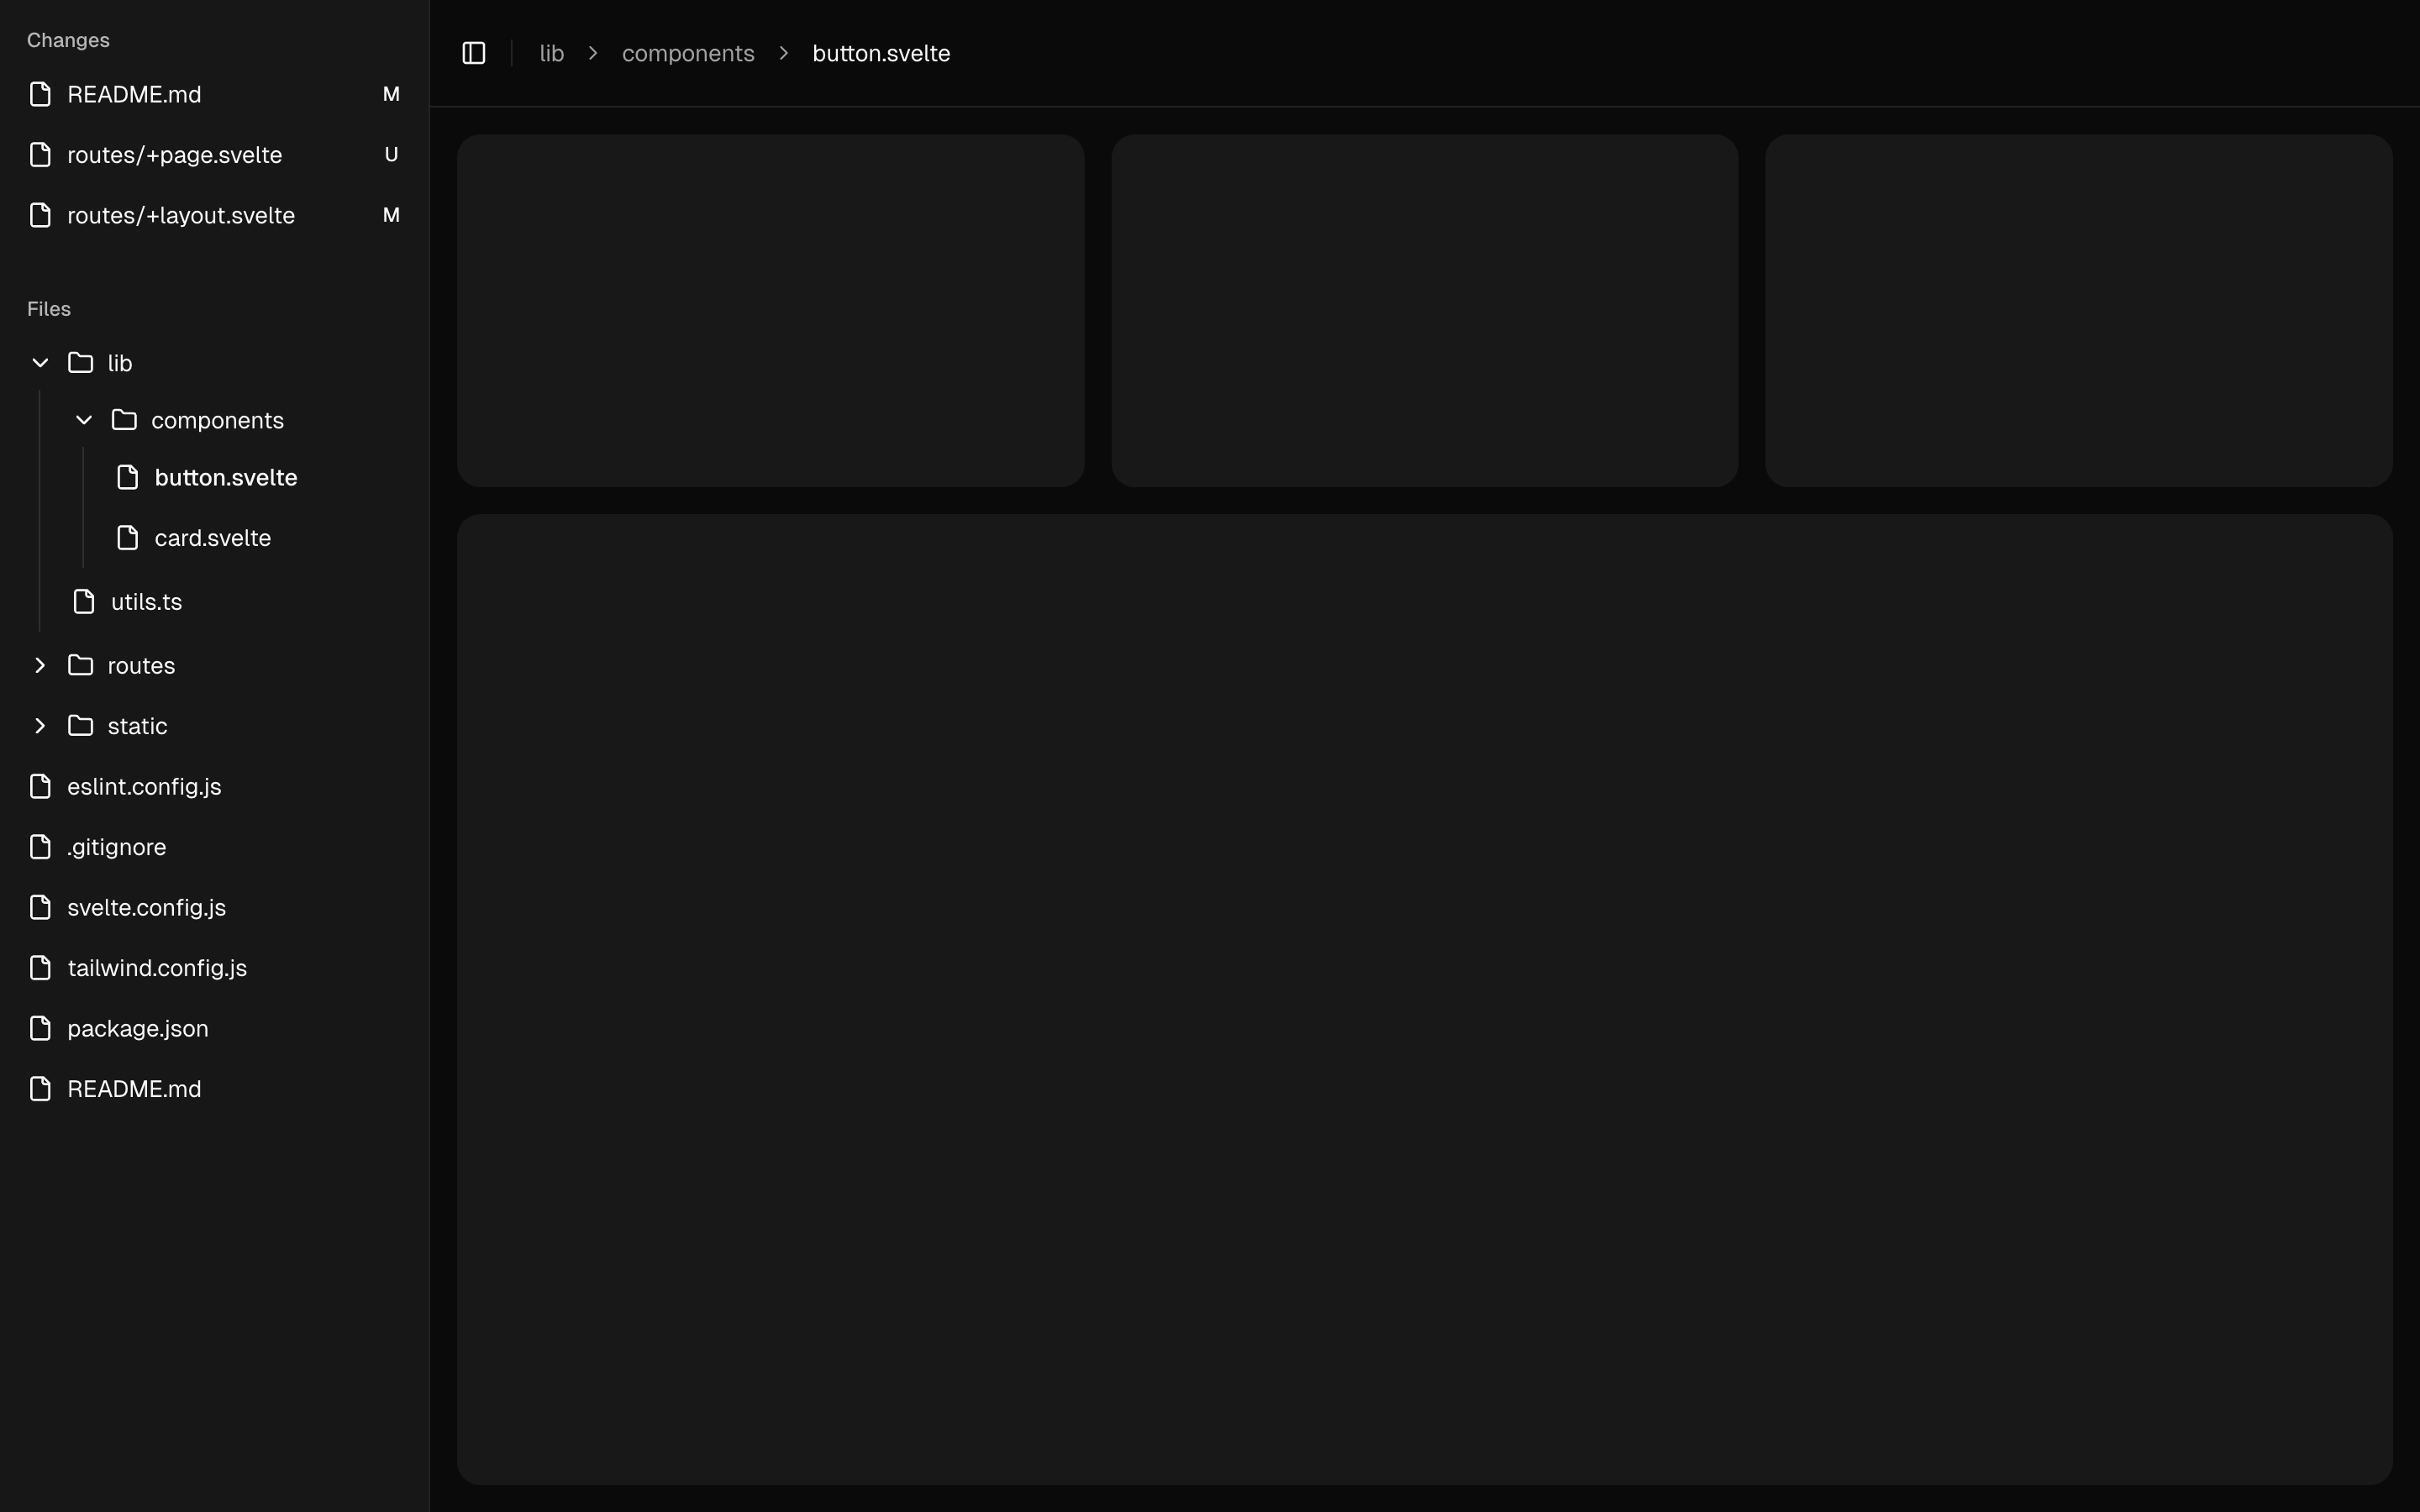 Changes
README.md M
routes/+page.svelte U
routes/+layout.svelte M
Files
lib
components
button.svelte
card.svelte
utils.ts
routes
static
eslint.config.js
.gitignore
svelte.config.js
tailwind.config.js
package.json
README.md
lib components button.svelte